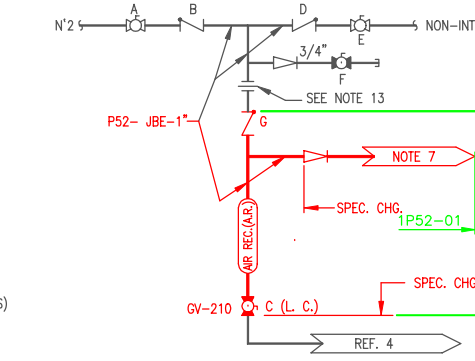 A
B
D
N'2
NON-INT
E
3/4"
F
SEE NOTE 13
P52- JBE-1"
G
NOTE 7
SPEC. CHG.
1P52-01
AIR REC.(A.R.)
SPEC. CHG
S)
GV-210
C (L. C.)
REF. 4